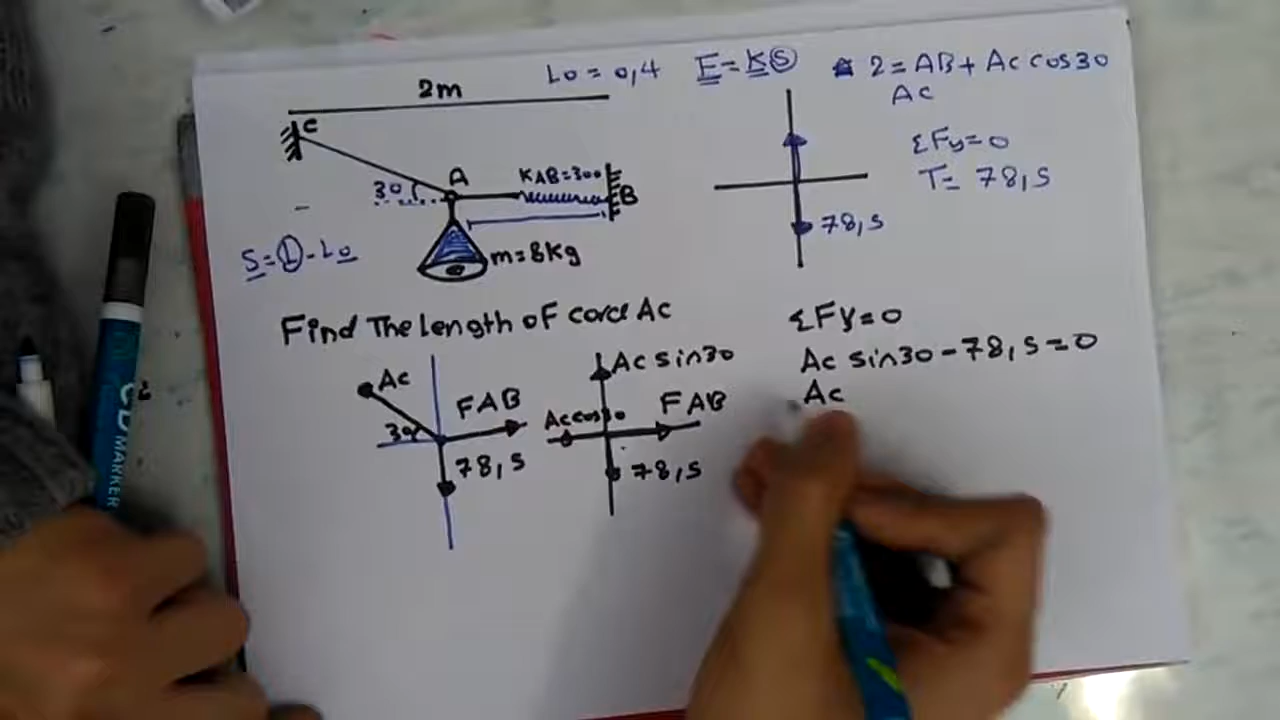 2m
Lo = 0,4
E = KS
2 = AB + Ac cos30
Ac
C
ΣFy=0
T= 78,5
A
KAB=300
30
B
78,5
S=L-Lo
m=8Kg
Find The Length of cord Ac
ΣFy=0
Ac sin30 - 78,5=0
Ac
Ac
FAB
30
78,5
Ac sin30
Ac cos30
FAB
78,5
MARKER